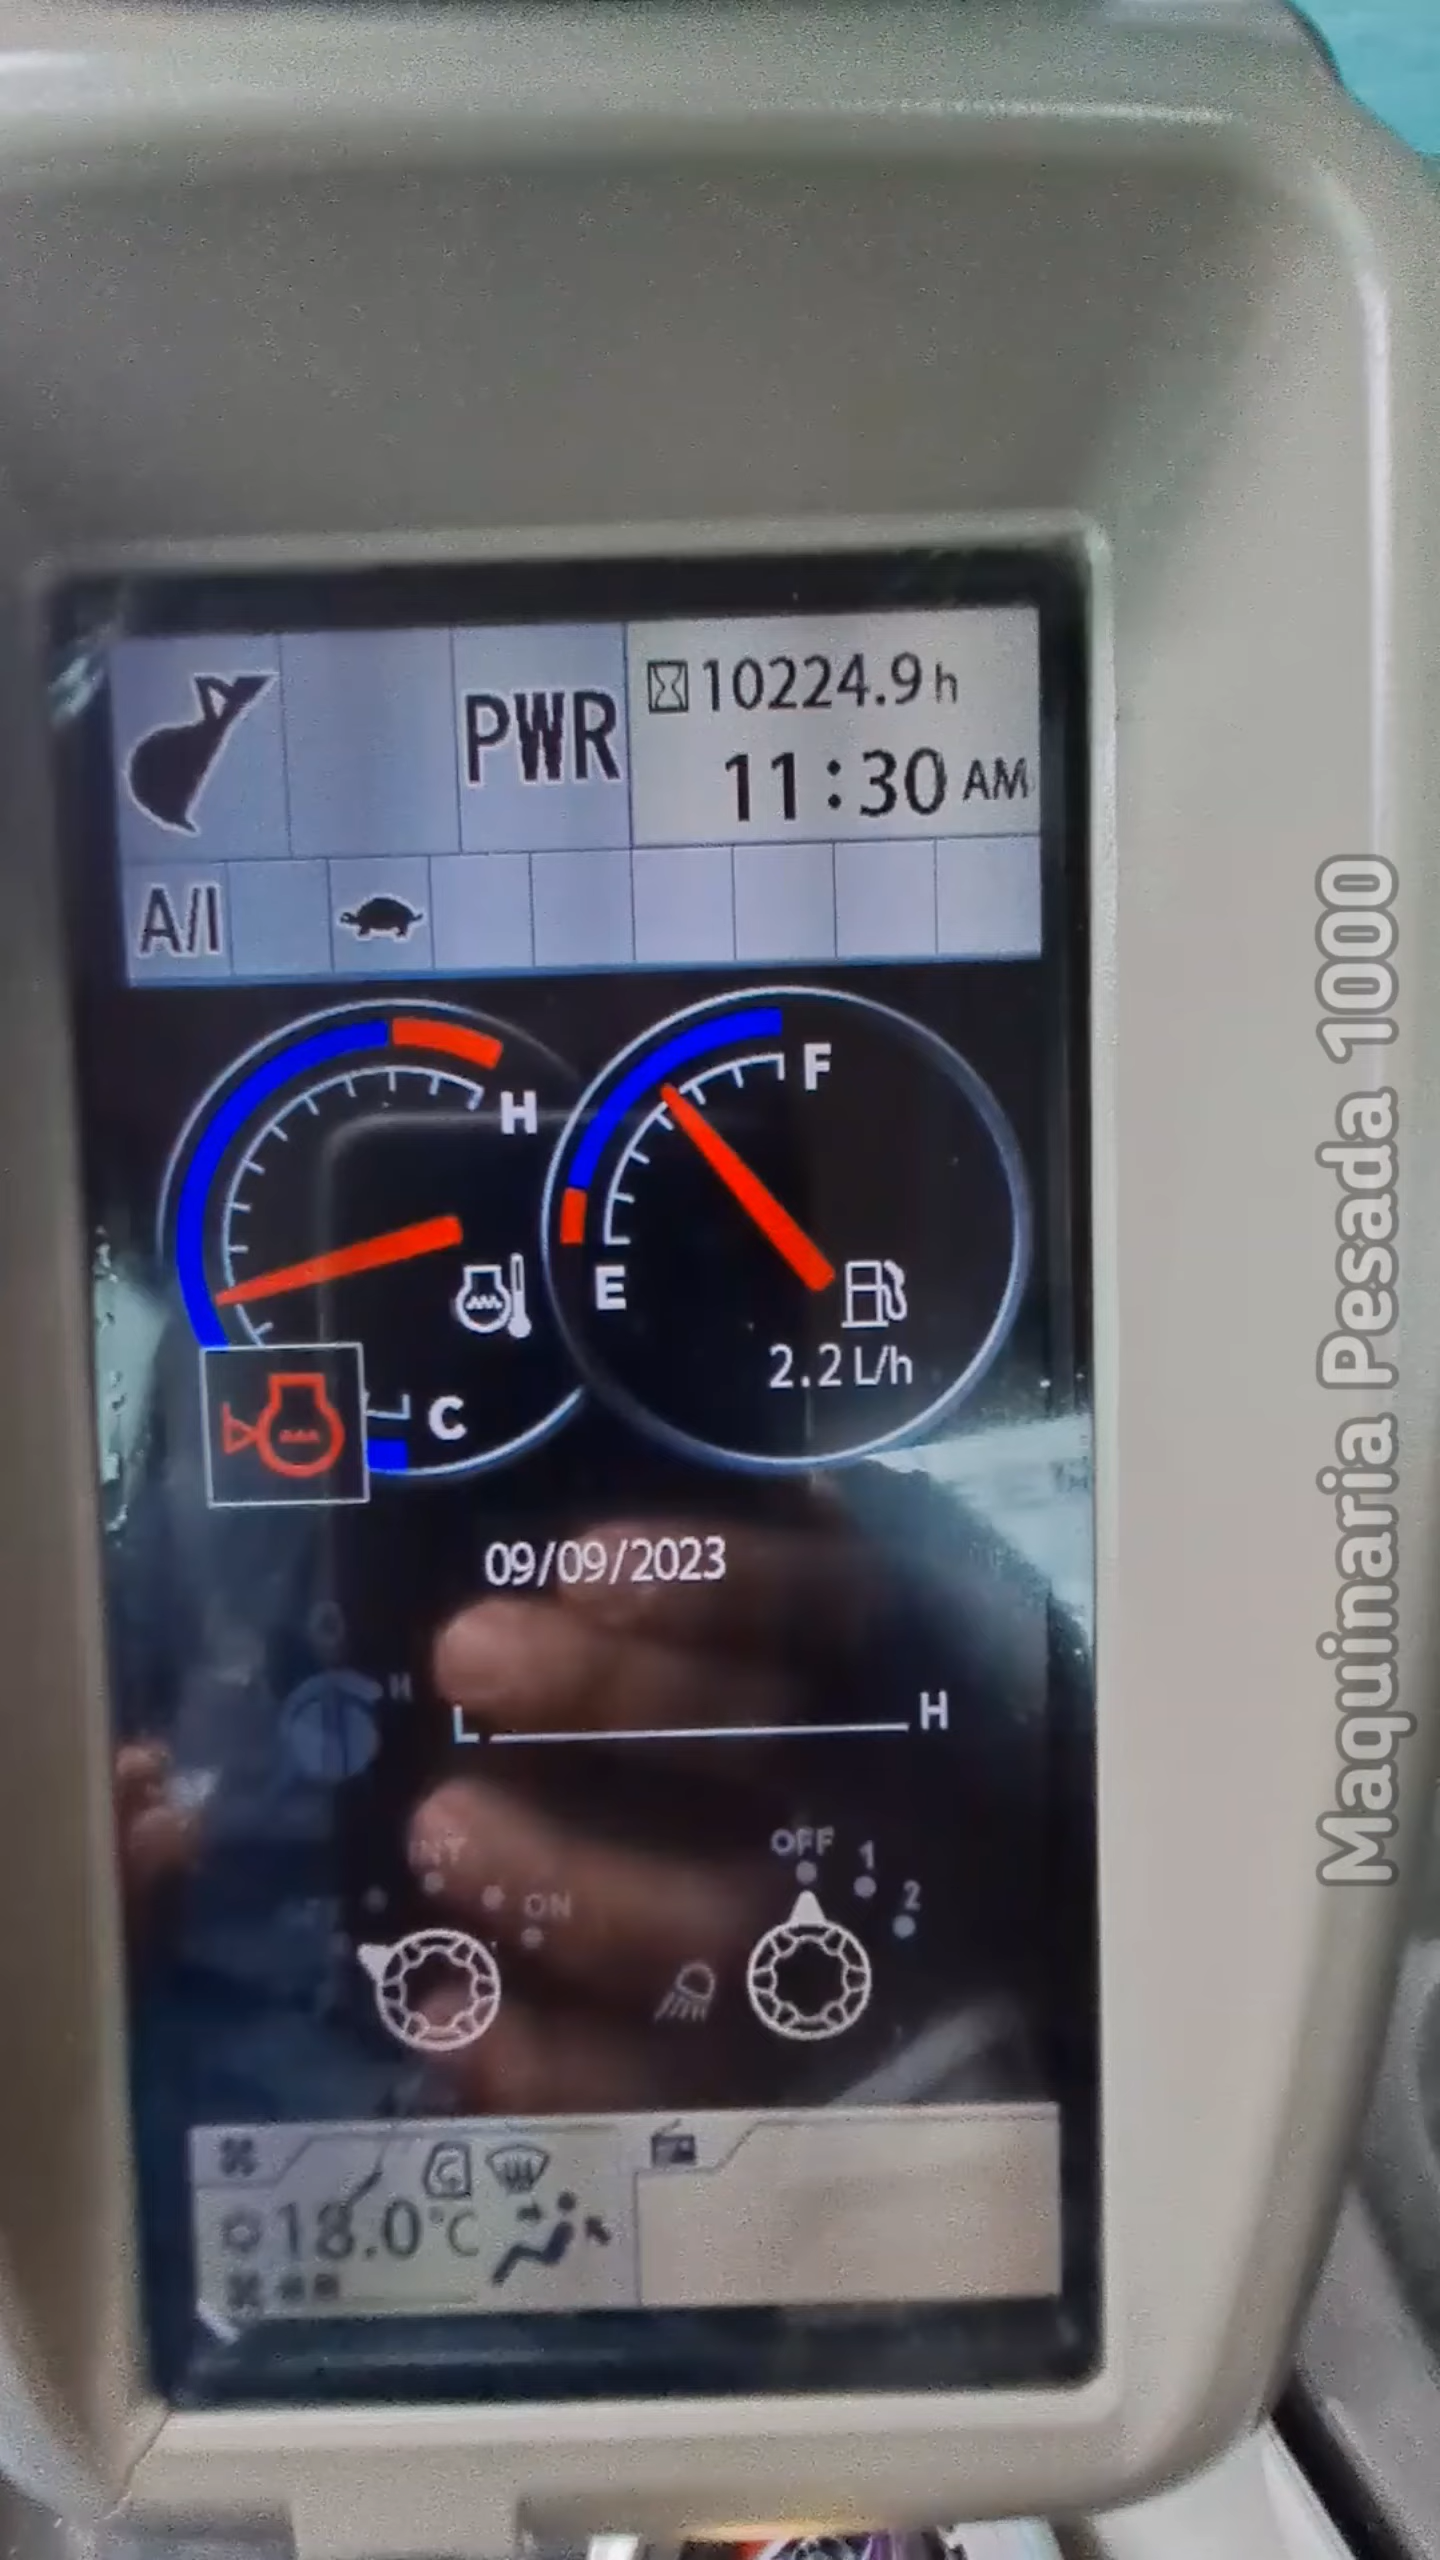 PWR
10224.9 h
11:30 AM
A/I
H
F
E
2.2 L/h
C
09/09/2023
H
L
H
OFF
1
2
INT
ON
18.0°C
Maquinaria Pesada 1000